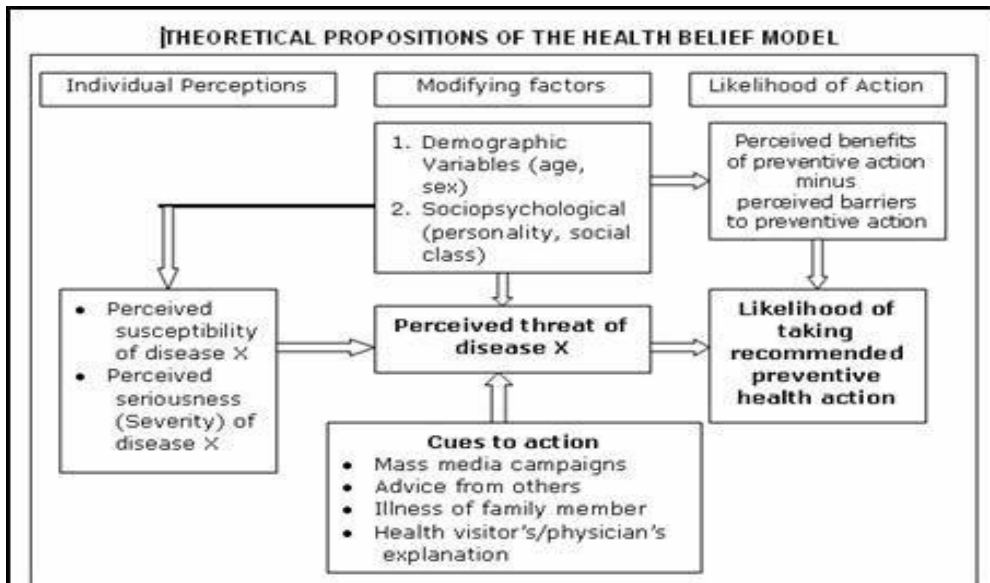 THEORETICAL PROPOSITIONS OF THE HEALTH BELIEF MODEL
Individual Perceptions
Modifying factors
Likelihood of Action
1. Demographic
Variables (age,
sex)
2. Sociopsychological
(personality, social
class)
Perceived benefits
of preventive action
minus
perceived barriers
to preventive action
• Perceived
susceptibility
of disease X
• Perceived
seriousness
(Severity) of
disease X
Perceived threat of
disease X
Likelihood of
taking
recommended
preventive
health action
Cues to action
• Mass media campaigns
• Advice from others
• Illness of family member
• Health visitor's/physician's
explanation